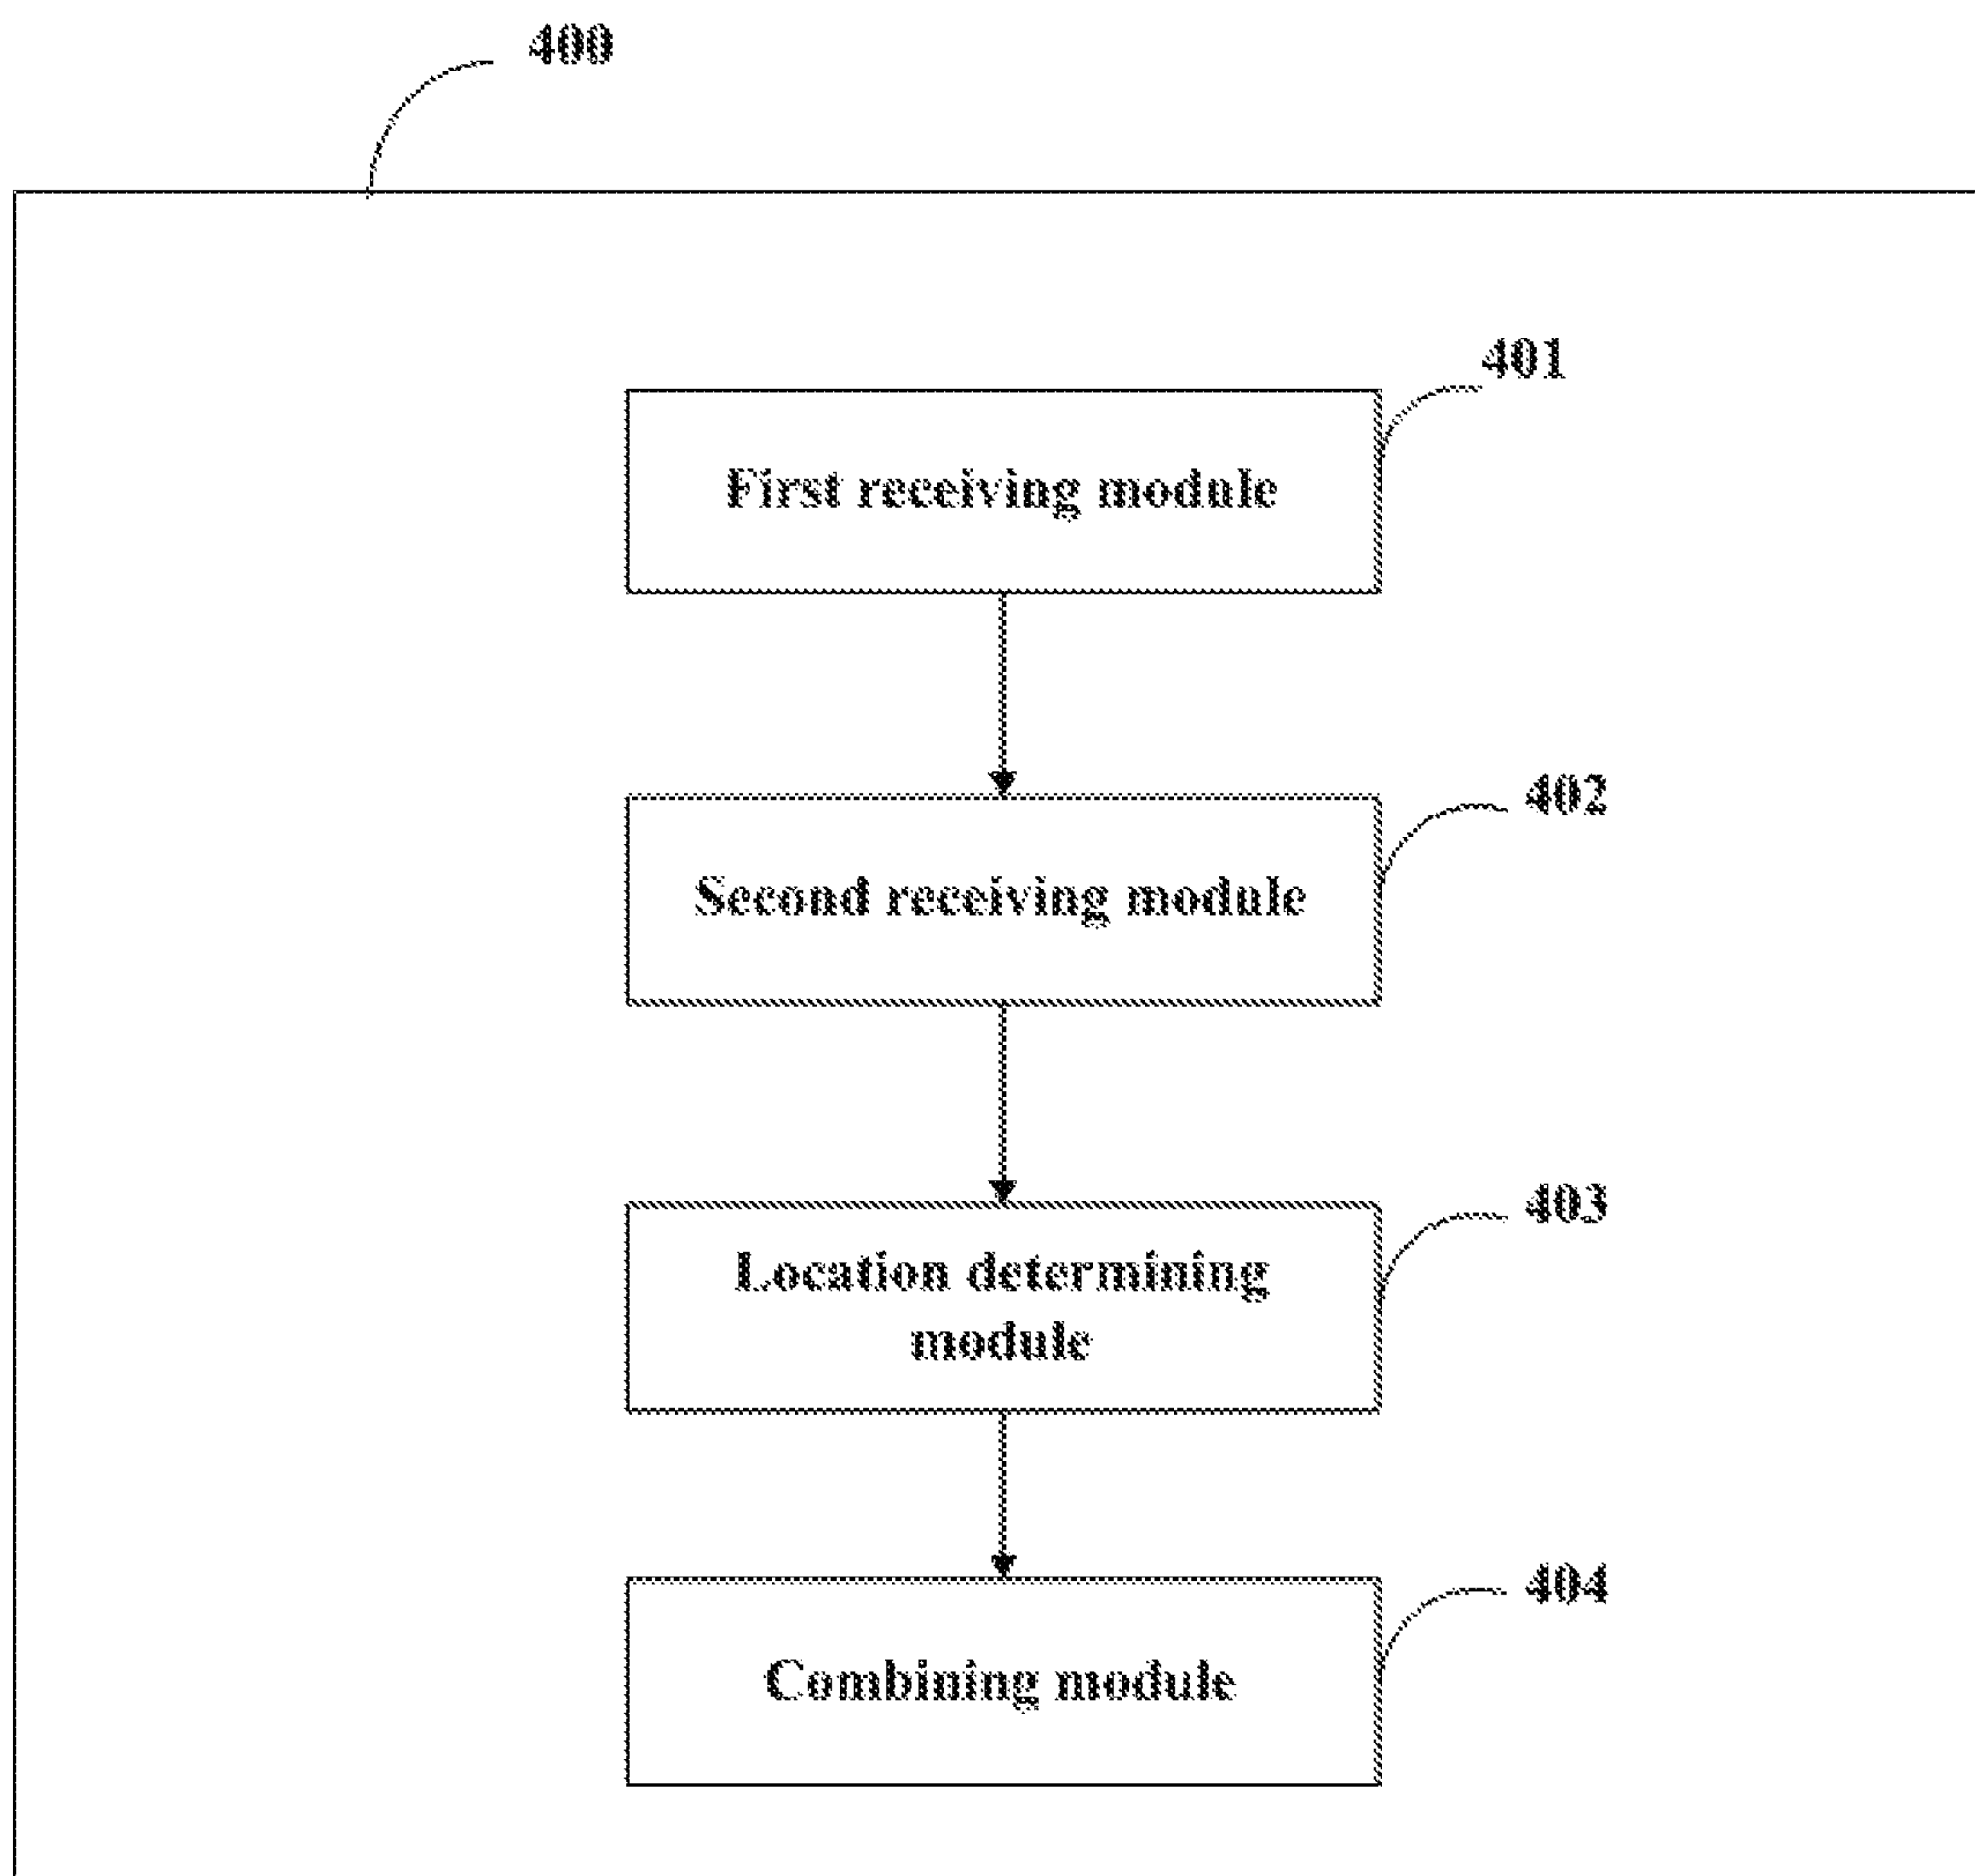 400
401
First receiving module
402
Second receiving module
403
Location determining
module
404
Combining module